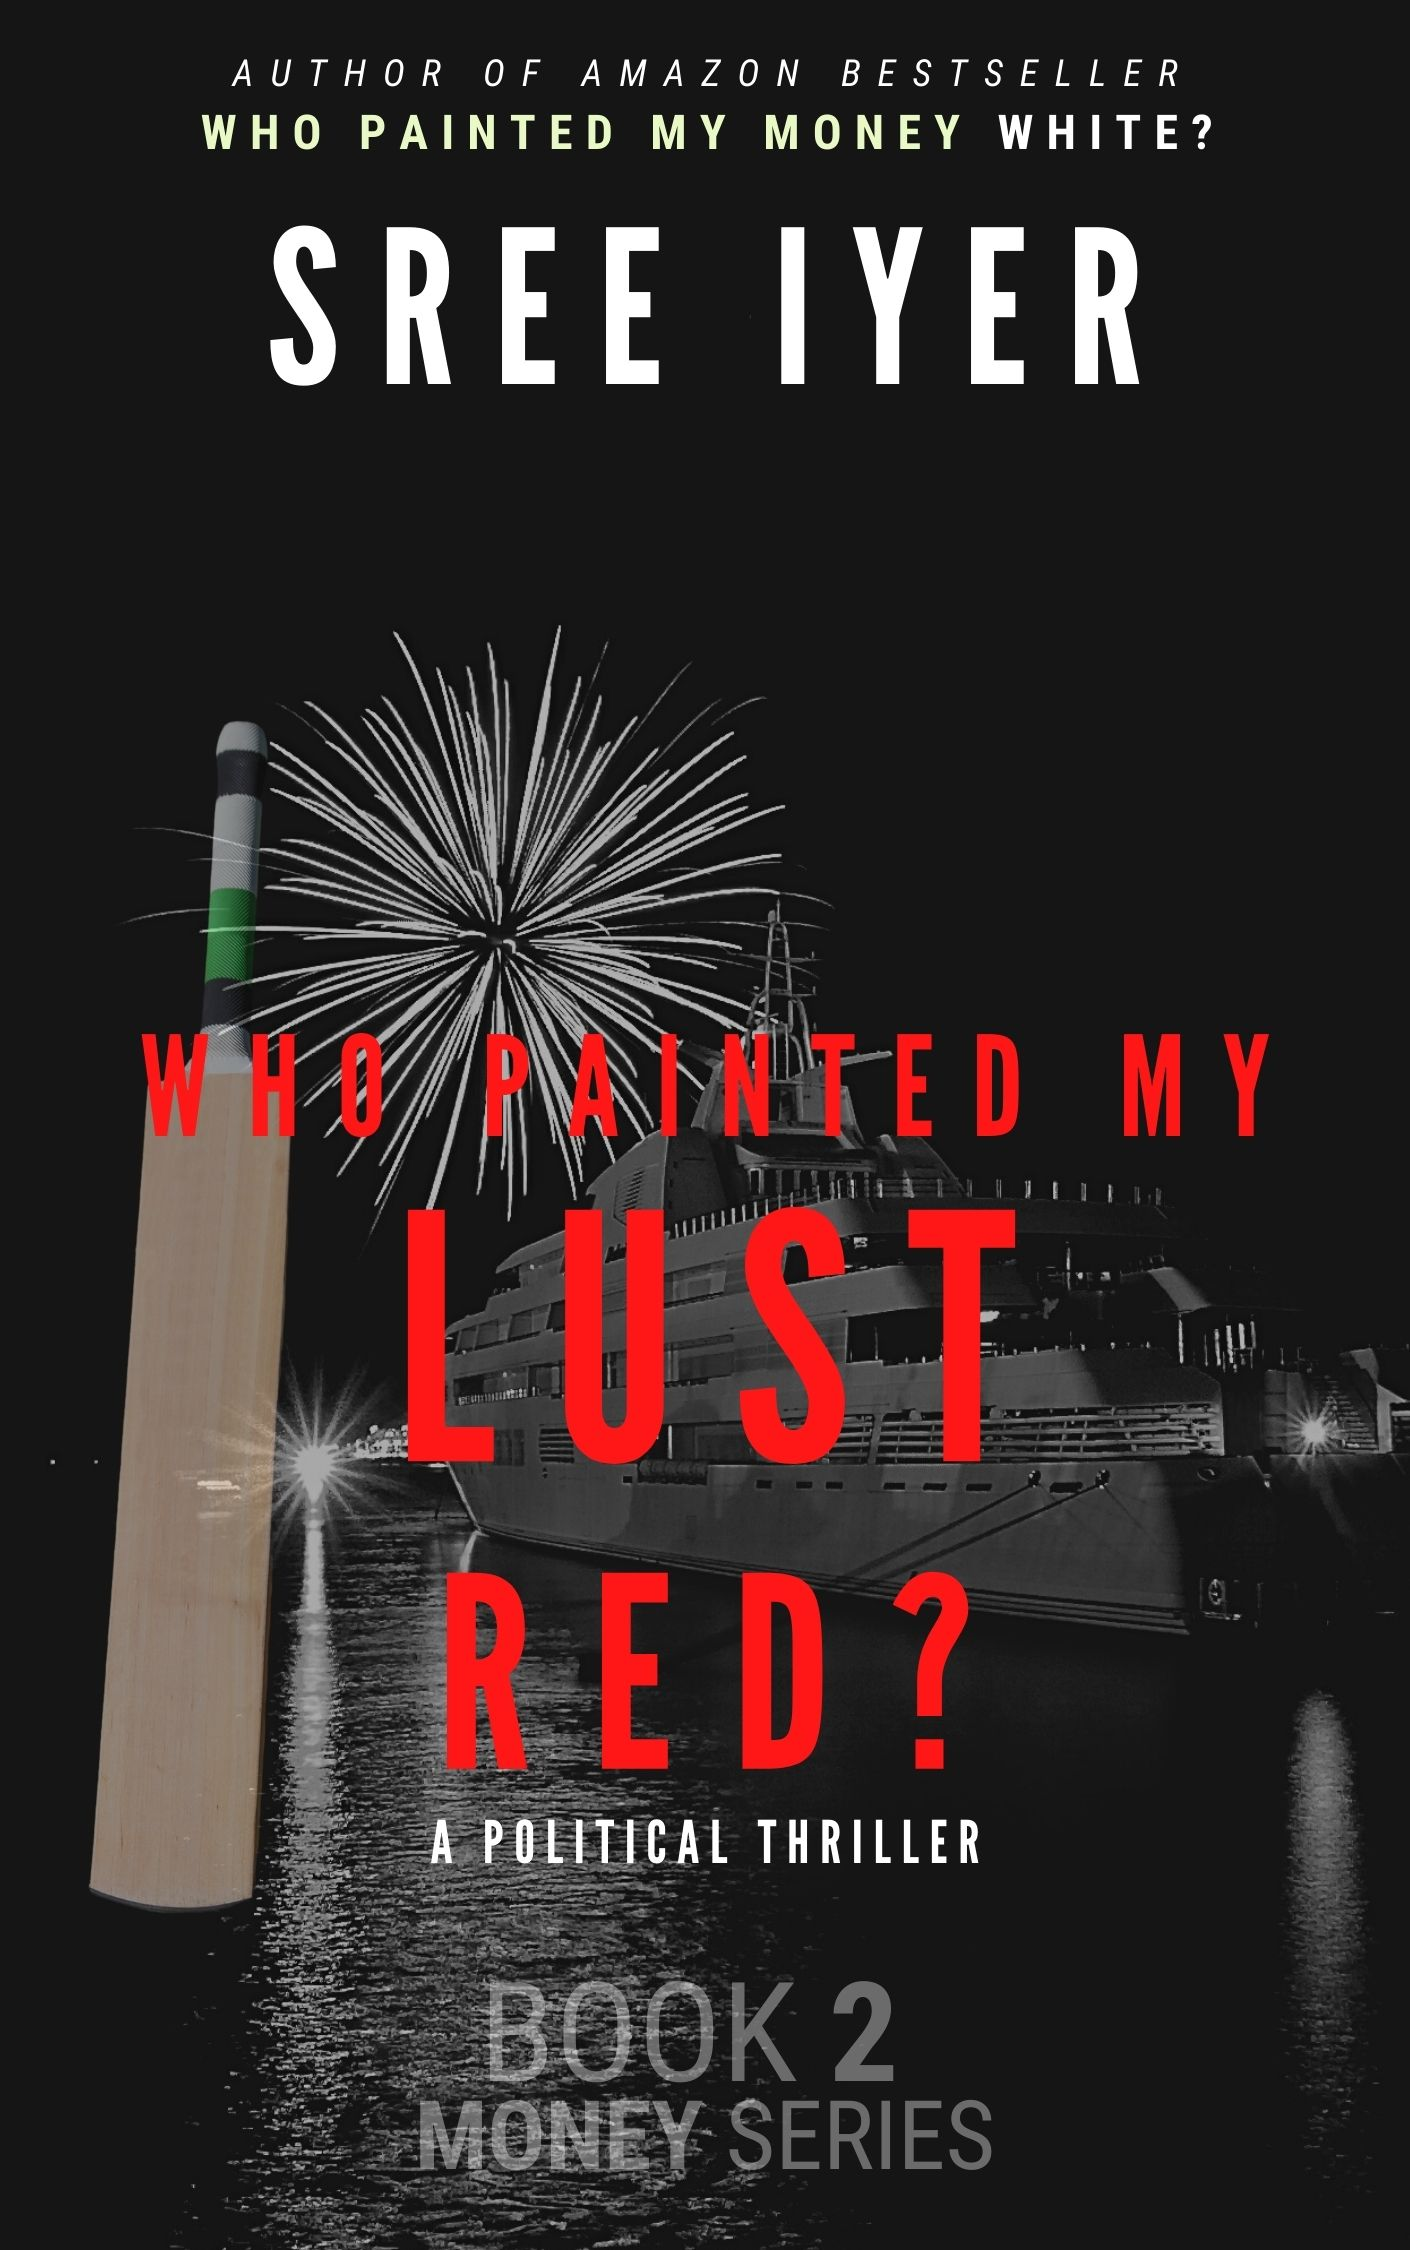 AUTHOR OF AMAZON BESTSELLER
WHO PAINTED MY MONEY WHITE?
SREE IYER
WHO PAINTED MY
LUST
RED?
A POLITICAL THRILLER
BOOK 2
MONEY SERIES